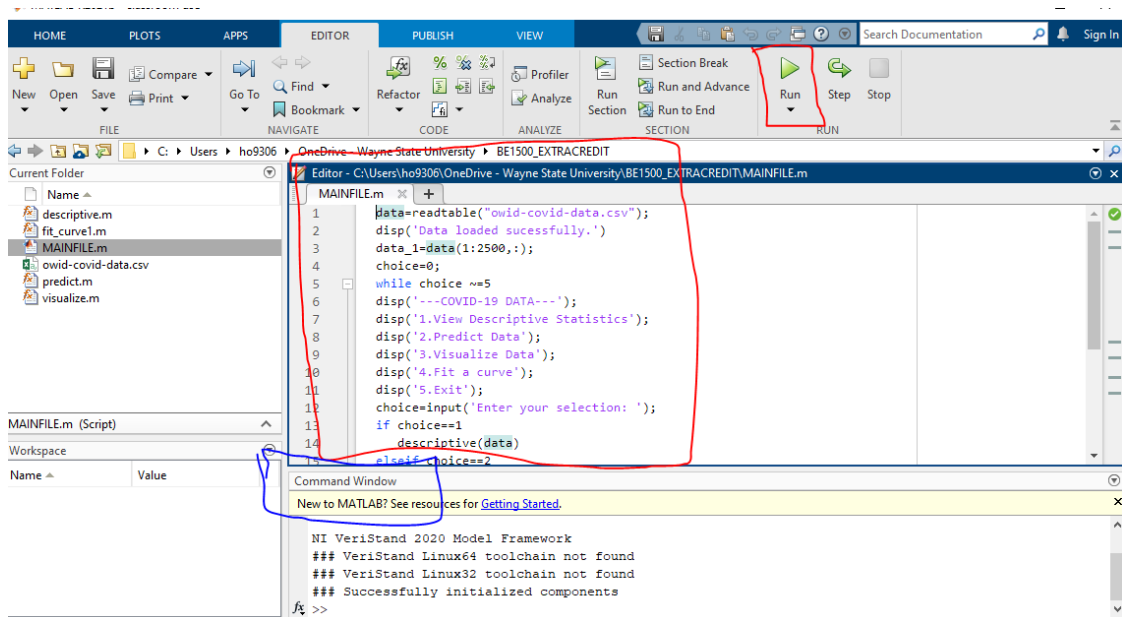 HOME PLOTS APPS EDITOR PUBLISH VIEW Search Documentation Sign In
New Open Save Compare Print Go To Find Bookmark Refactor Profiler Analyze Run Section Section Break Run and Advance Run to End Run Step Stop
FILE NAVIGATE CODE ANALYZE SECTION RUN
C: Users ho9306 OneDrive - Wayne State University BE1500_EXTRACREDIT
Current Folder
Name
descriptive.m
fit_curve1.m
MAINFILE.m
owid-covid-data.csv
predict.m
visualize.m
MAINFILE.m (Script)
Workspace
Name Value
Editor - C:\Users\ho9306\OneDrive - Wayne State University\BE1500_EXTRACREDIT\MAINFILE.m
MAINFILE.m
1 data=readtable("owid-covid-data.csv");
2 disp('Data loaded sucessfully.')
3 data_1=data(1:2500,:);
4 choice=0;
5 while choice ~=5
6 disp('---COVID-19 DATA---');
7 disp('1.View Descriptive Statistics');
8 disp('2.Predict Data');
9 disp('3.Visualize Data');
10 disp('4.Fit a curve');
11 disp('5.Exit');
12 choice=input('Enter your selection: ');
13 if choice==1
14 descriptive(data)
15 elseif choice==2
Command Window
New to MATLAB? See resources for Getting Started.
NI VeriStand 2020 Model Framework
### VeriStand Linux64 toolchain not found
### VeriStand Linux32 toolchain not found
### Successfully initialized components
fx >>